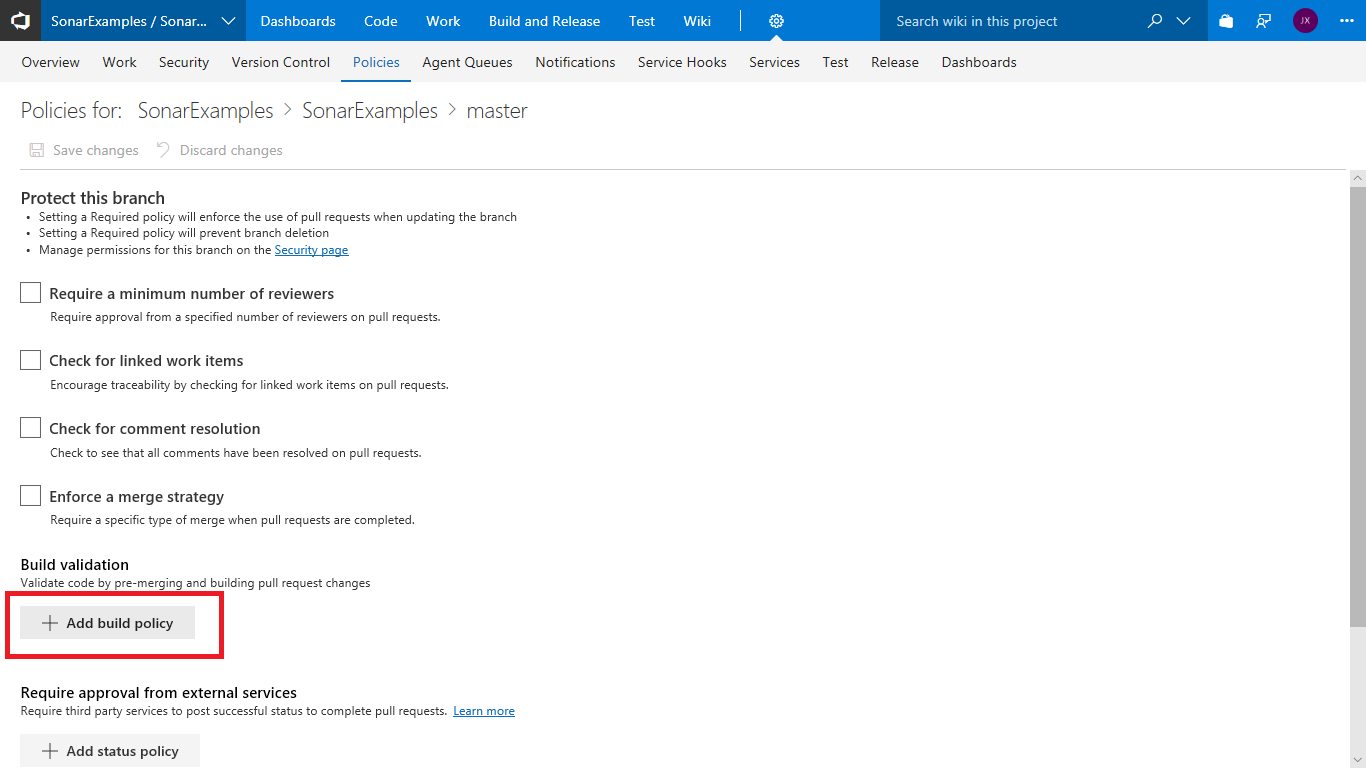 SonarExamples / Sonar... Dashboards Code Work Build and Release Test Wiki Search wiki in this project JX
Overview Work Security Version Control Policies Agent Queues Notifications Service Hooks Services Test Release Dashboards
Policies for: SonarExamples > SonarExamples > master
Save changes Discard changes
Protect this branch
• Setting a Required policy will enforce the use of pull requests when updating the branch
• Setting a Required policy will prevent branch deletion
• Manage permissions for this branch on the Security page
Require a minimum number of reviewers
Require approval from a specified number of reviewers on pull requests.
Check for linked work items
Encourage traceability by checking for linked work items on pull requests.
Check for comment resolution
Check to see that all comments have been resolved on pull requests.
Enforce a merge strategy
Require a specific type of merge when pull requests are completed.
Build validation
Validate code by pre-merging and building pull request changes
+ Add build policy
Require approval from external services
Require third party services to post successful status to complete pull requests. Learn more
+ Add status policy